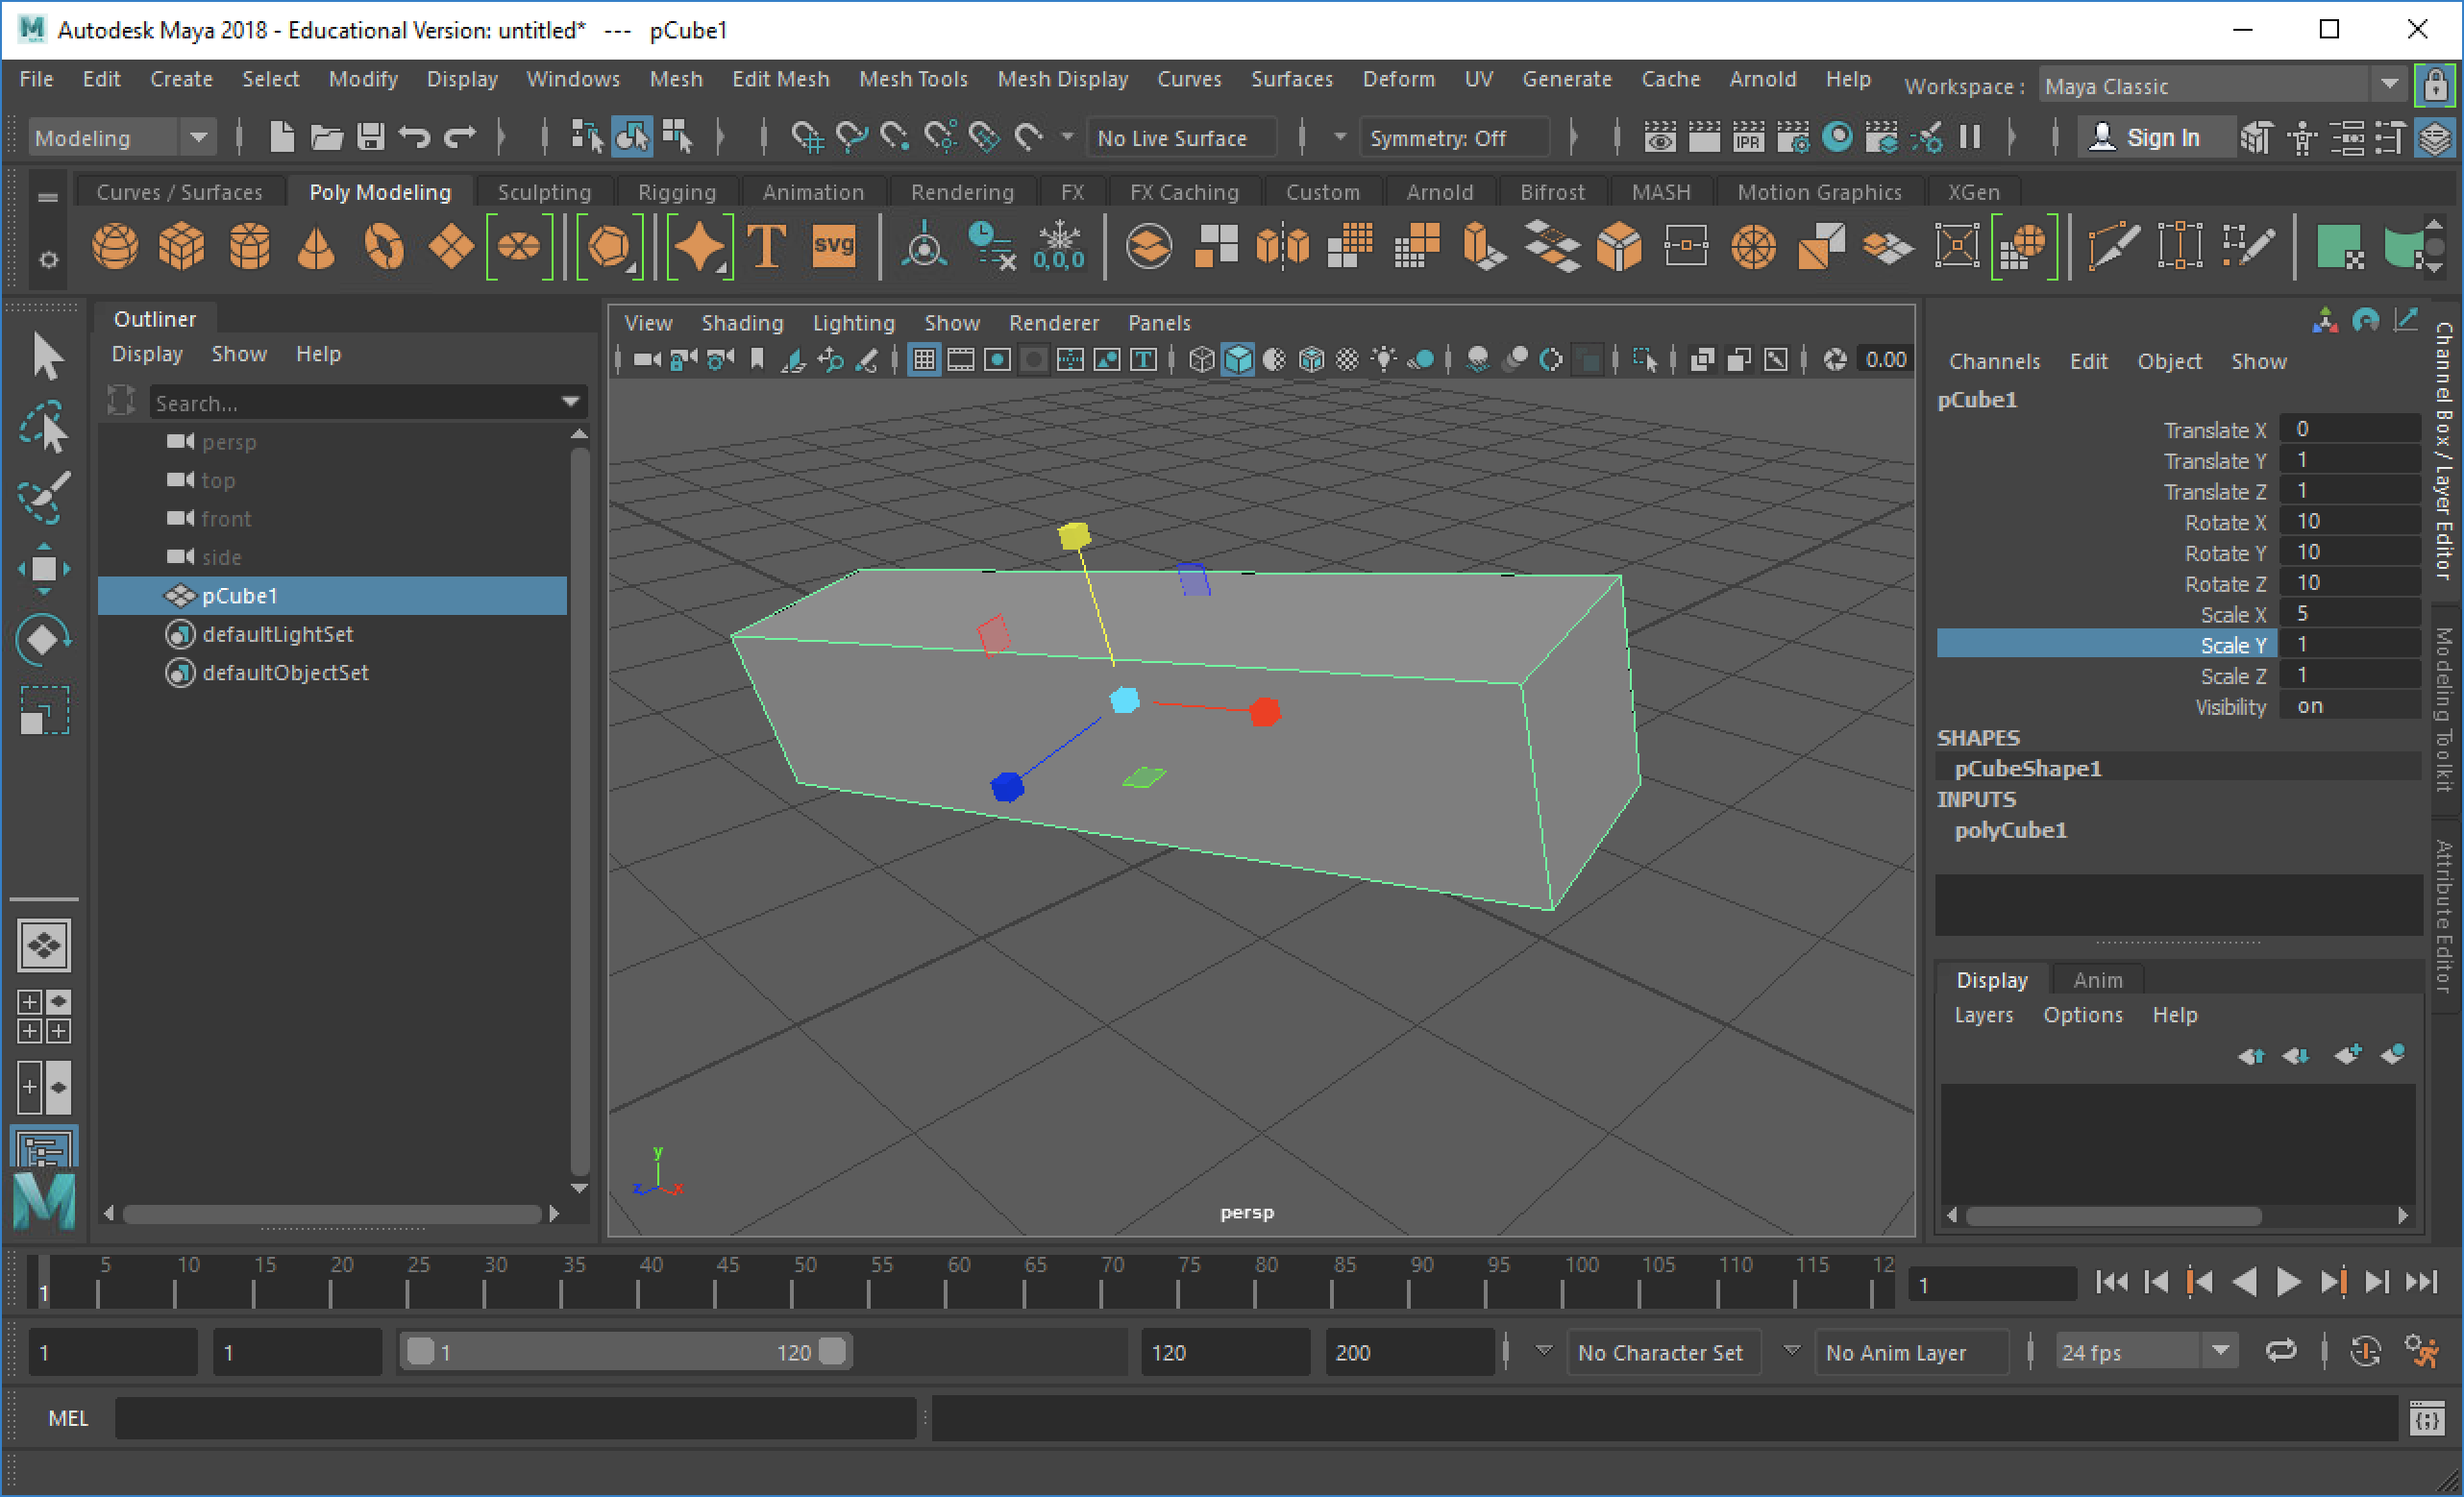 Autodesk Maya 2018 - Educational Version: untitled* --- pCube1
File Edit Create Select Modify Display Windows Mesh Edit Mesh Mesh Tools Mesh Display Curves Surfaces Deform UV Generate Cache Arnold Help Workspace : Maya Classic
Modeling No Live Surface Symmetry: Off IPR Sign In
Curves / Surfaces Poly Modeling Sculpting Rigging Animation Rendering FX FX Caching Custom Arnold Bifrost MASH Motion Graphics XGen
T svg 0,0,0
Outliner
Display Show Help
Search...
persp
top
front
side
pCube1
defaultLightSet
defaultObjectSet
View Shading Lighting Show Renderer Panels
T 0.00
y
z x
persp
Channels Edit Object Show
pCube1
Translate X 0
Translate Y 1
Translate Z 1
Rotate X 10
Rotate Y 10
Rotate Z 10
Scale X 5
Scale Y 1
Scale Z 1
Visibility on
SHAPES
pCubeShape1
INPUTS
polyCube1
Display Anim
Layers Options Help
Channel Box / Layer Editor
Modeling Toolkit
Attribute Editor
M
5 10 15 20 25 30 35 40 45 50 55 60 65 70 75 80 85 90 95 100 105 110 115 12
1 1
1 1 1 120 120 200 No Character Set No Anim Layer 24 fps
MEL